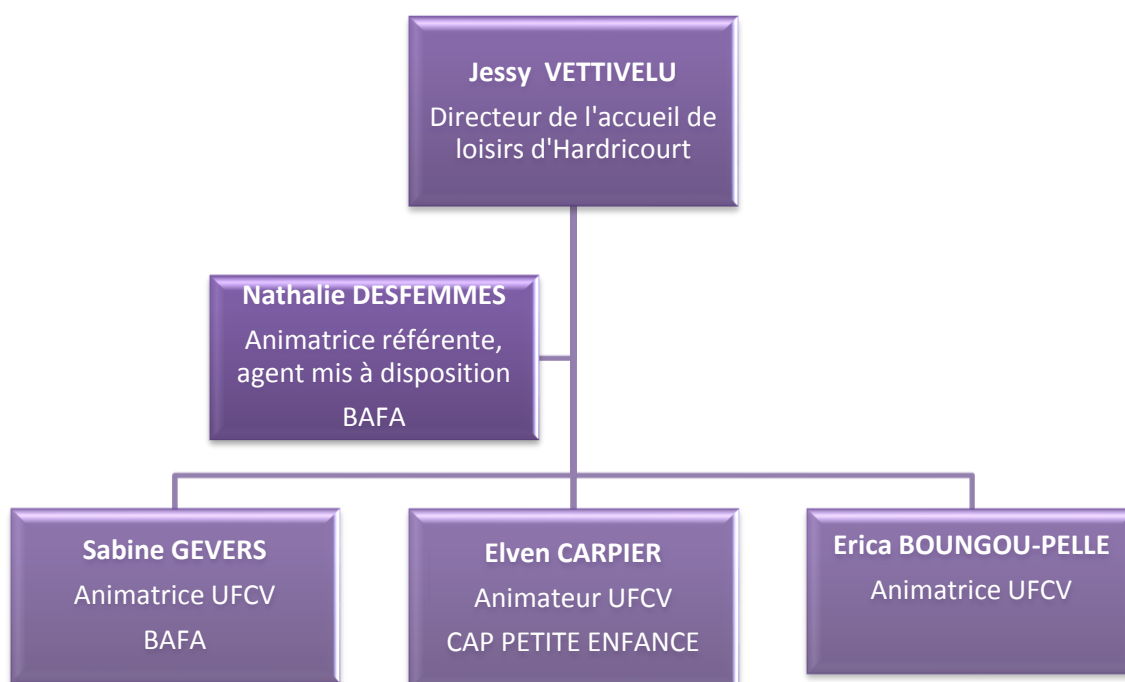 Jessy VETTIVELU
Directeur de l'accueil de
loisirs d'Hardricourt
Nathalie DESFEMMES
Animatrice référente,
agent mis à disposition
BAFA
Sabine GEVERS
Animatrice UFCV
BAFA
Elven CARPIER
Animateur UFCV
CAP PETITE ENFANCE
Erica BOUNGOU-PELLE
Animatrice UFCV